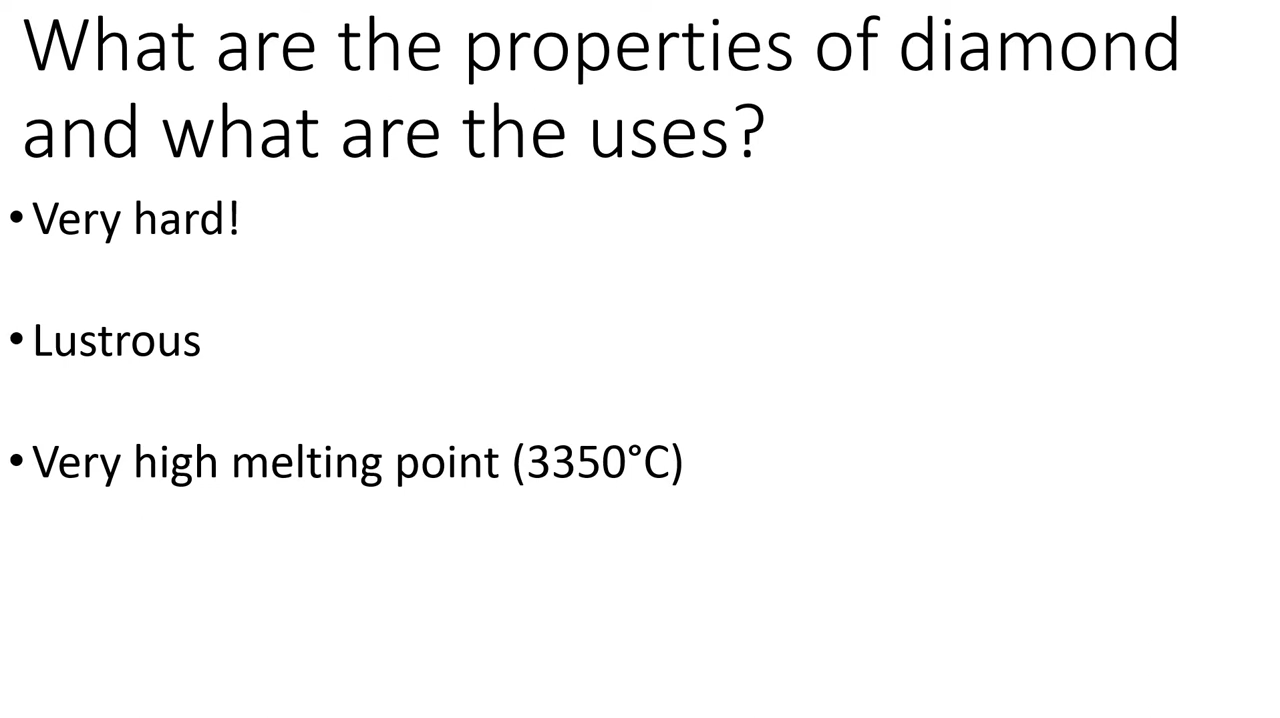 What are the properties of diamond
and what are the uses?
• Very hard!
• Lustrous
• Very high melting point (3350°C)